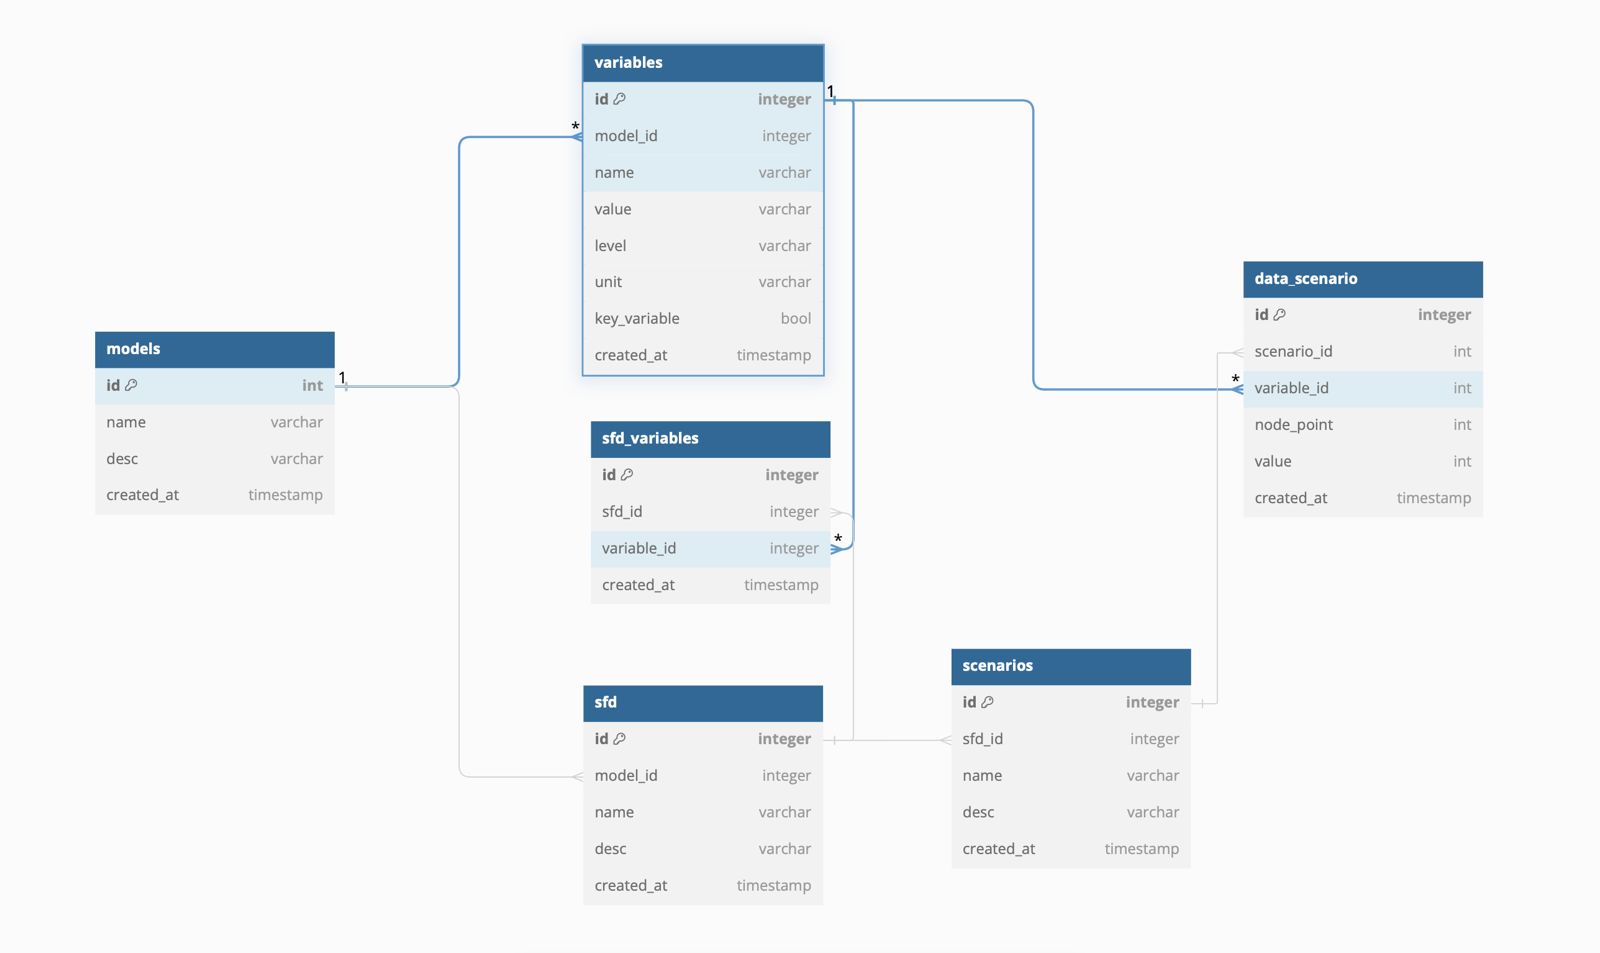 variables
id integer
model_id integer
name varchar
value varchar
level varchar
unit varchar
key_variable bool
created_at timestamp
1
*
models
id int
name varchar
desc varchar
created_at timestamp
1
sfd_variables
id integer
sfd_id integer
variable_id integer
created_at timestamp
*
data_scenario
id integer
scenario_id int
variable_id int
node_point int
value int
created_at timestamp
*
sfd
id integer
model_id integer
name varchar
desc varchar
created_at timestamp
scenarios
id integer
sfd_id integer
name varchar
desc varchar
created_at timestamp